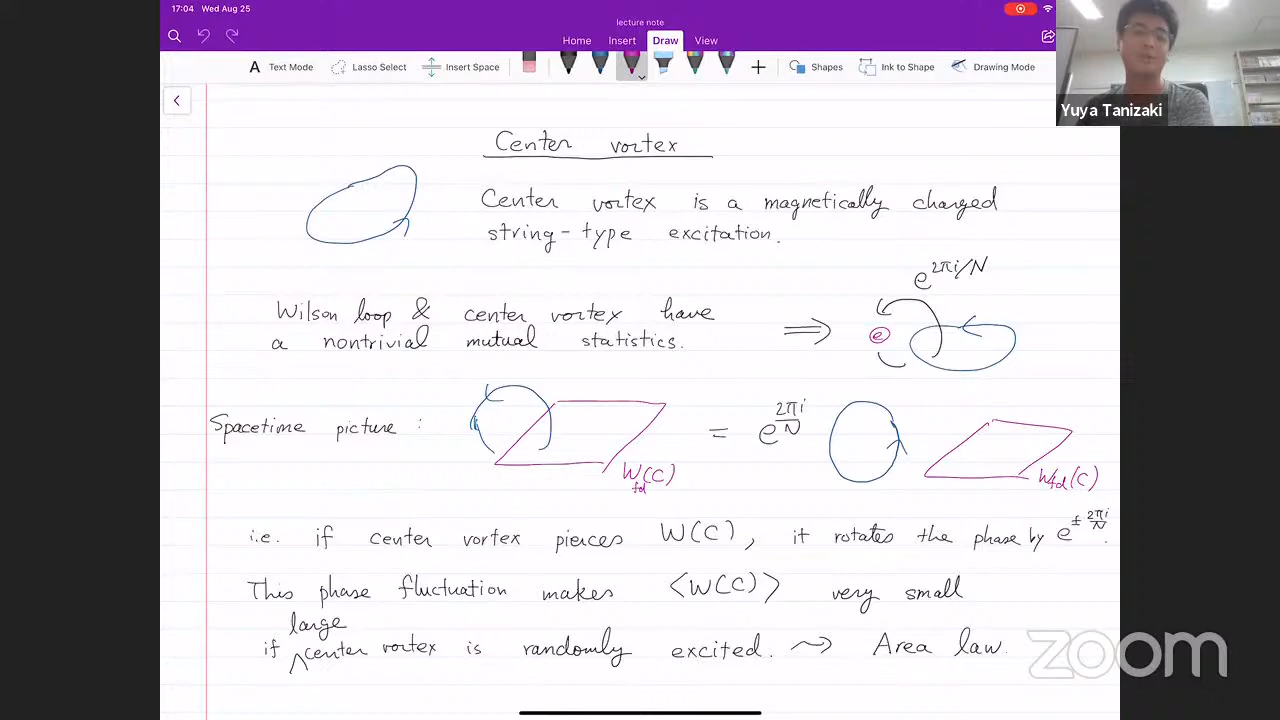 17:04 Wed Aug 25
lecture note
Home Insert Draw View
Text Mode Lasso Select Insert Space + Shapes Ink to Shape Drawing Mode
Yuya Tanizaki
Center vortex
Center vortex is a magnetically charged
string-type excitation.
e^{2πi/N}
Wilson loop & center vortex have
a nontrivial mutual statistics.
⇒ e
Spacetime picture :
W_{fd}(C)
= e^{2πi/N}
W_{fd}(C)
i.e. if center vortex pierces W(C), it rotates the phase by e^{±2πi/N}.
This phase fluctuation makes ⟨W(C)⟩ very small
if ^large center vortex is randomly excited. ⇝ Area law.
zoom